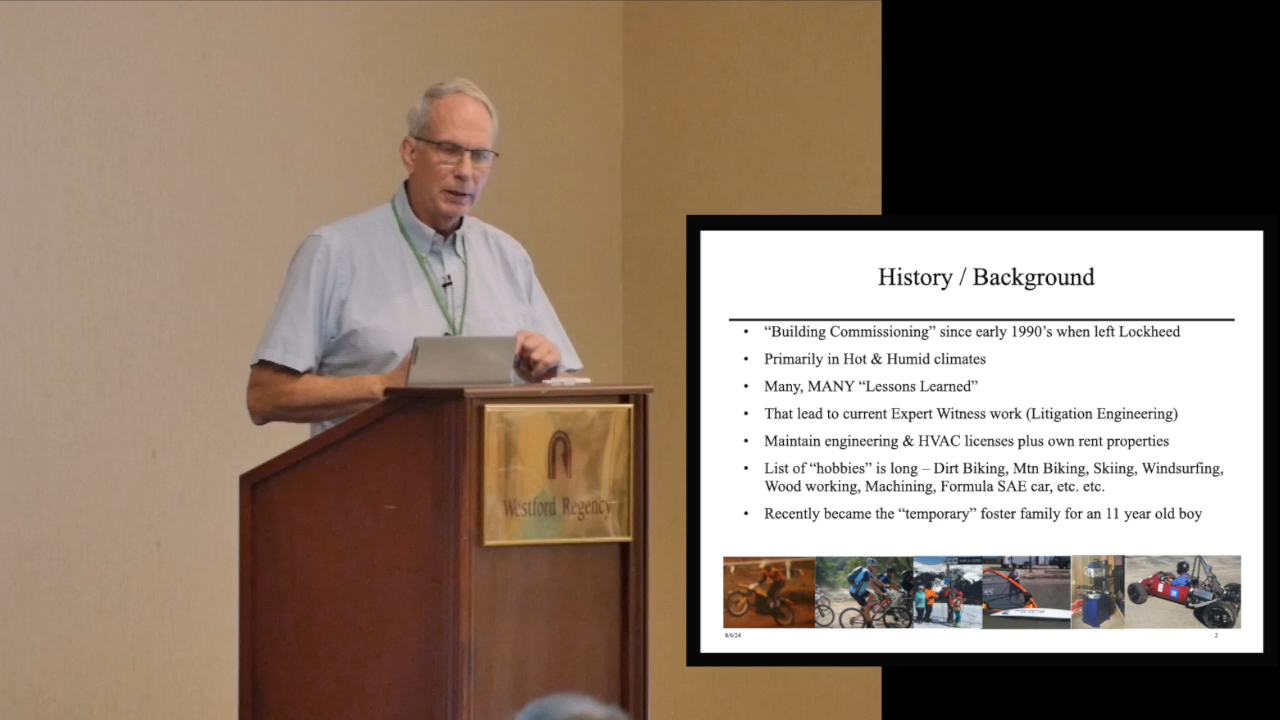 Westford Regency
History / Background
• “Building Commissioning” since early 1990’s when left Lockheed
• Primarily in Hot & Humid climates
• Many, MANY “Lessons Learned”
• That lead to current Expert Witness work (Litigation Engineering)
• Maintain engineering & HVAC licenses plus own rent properties
• List of “hobbies” is long – Dirt Biking, Mtn Biking, Skiing, Windsurfing,
Wood working, Machining, Formula SAE car, etc. etc.
• Recently became the “temporary” foster family for an 11 year old boy
8/6/24
2